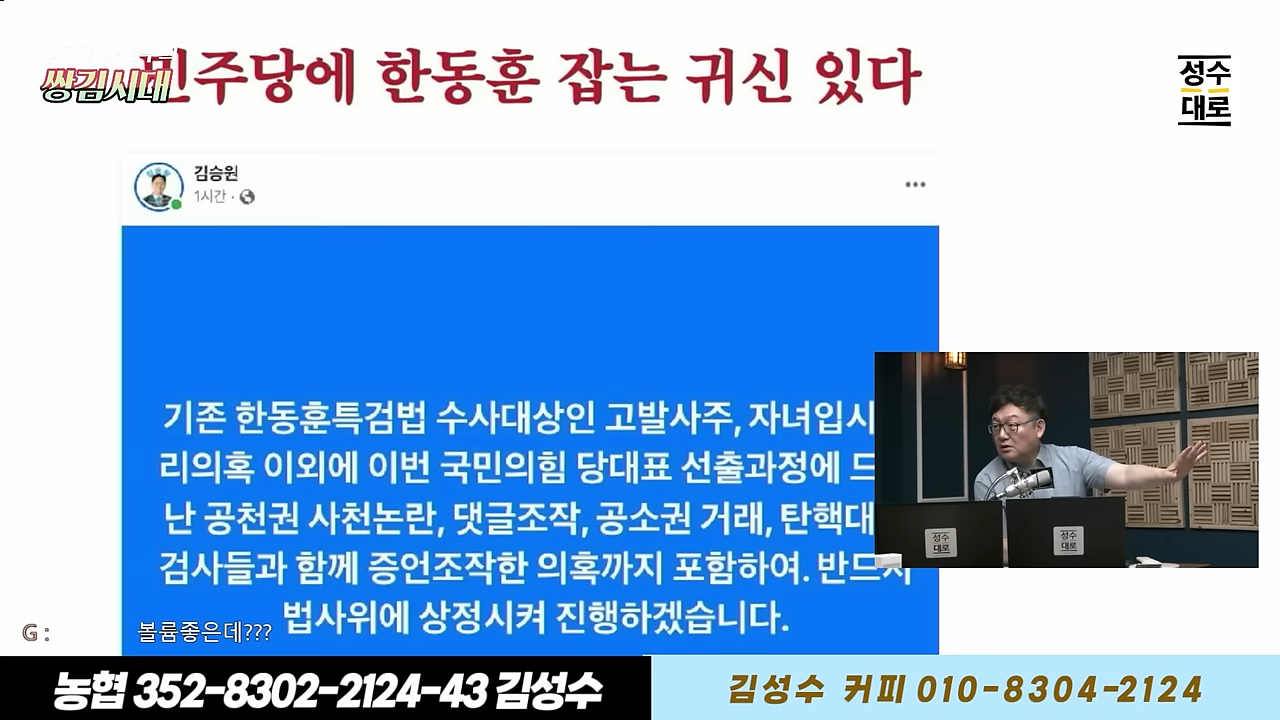 민주당에 한동훈 잡는 귀신 있다
쌍김시대
성수
대로
김승원
1시간 ·
기존 한동훈특검법 수사대상인 고발사주, 자녀입시
리의혹 이외에 이번 국민의힘 당대표 선출과정에 드
난 공천권 사천논란, 댓글조작, 공소권 거래, 탄핵대
검사들과 함께 증언조작한 의혹까지 포함하여. 반드시
법사위에 상정시켜 진행하겠습니다.
성수
대로
성수
대로
G :
볼륨좋은데???
농협 352-8302-2124-43 김성수
김성수 커피 010-8304-2124